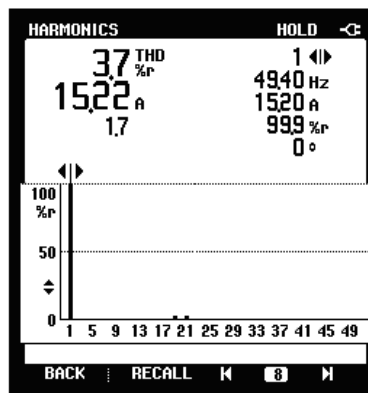 HARMONICS HOLD
3.7 THD %r
15.22 A
1.7
1
49.40 Hz
15.20 A
99.9 %r
0 °
100
%r
50
0
1 5 9 13 17 21 25 29 33 37 41 45 49
BACK RECALL 8